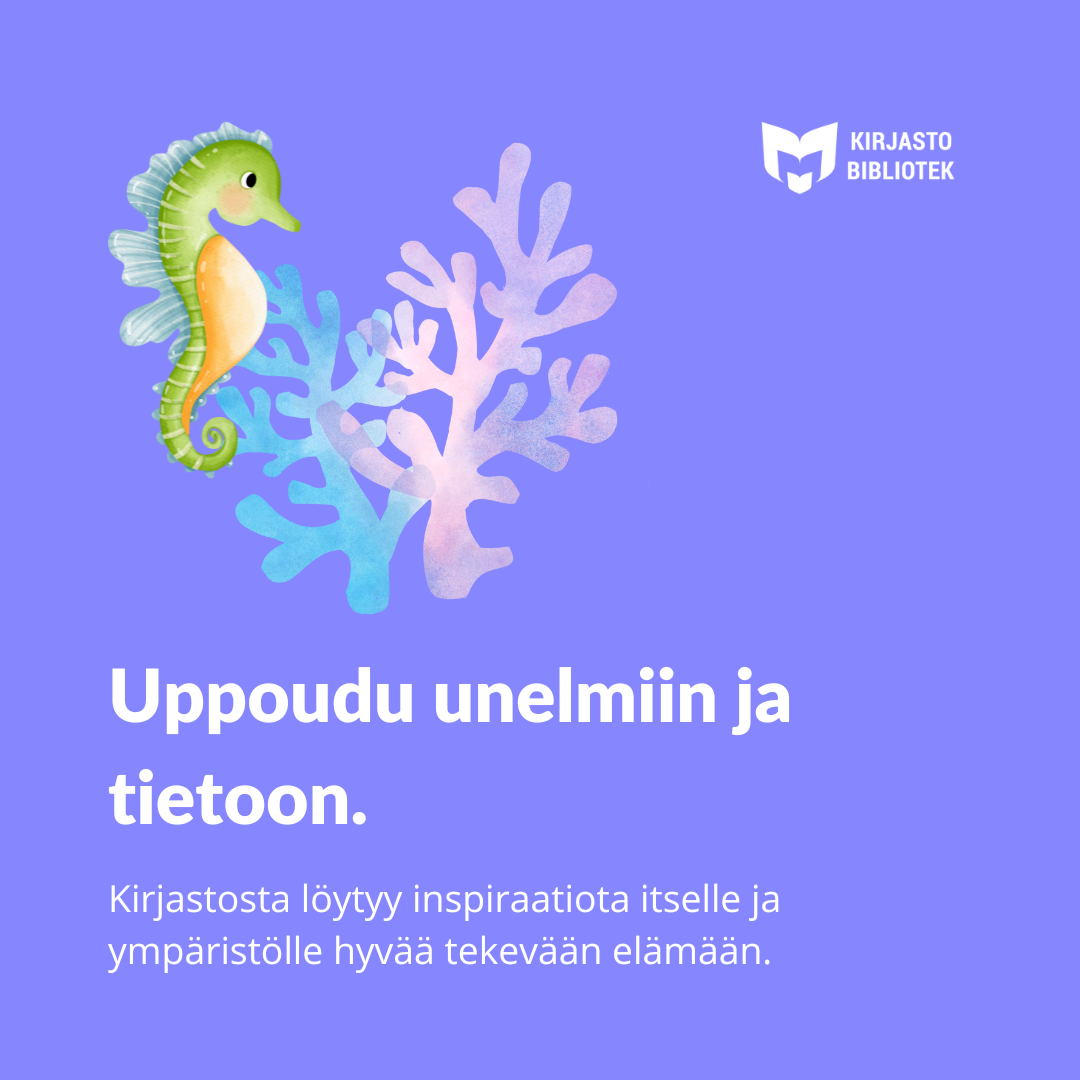 KIRJASTO
BIBLIOTEK
Uppoudu unelmiin ja
tietoon.
Kirjastosta löytyy inspiraatiota itselle ja
ympäristölle hyvää tekevään elämään.